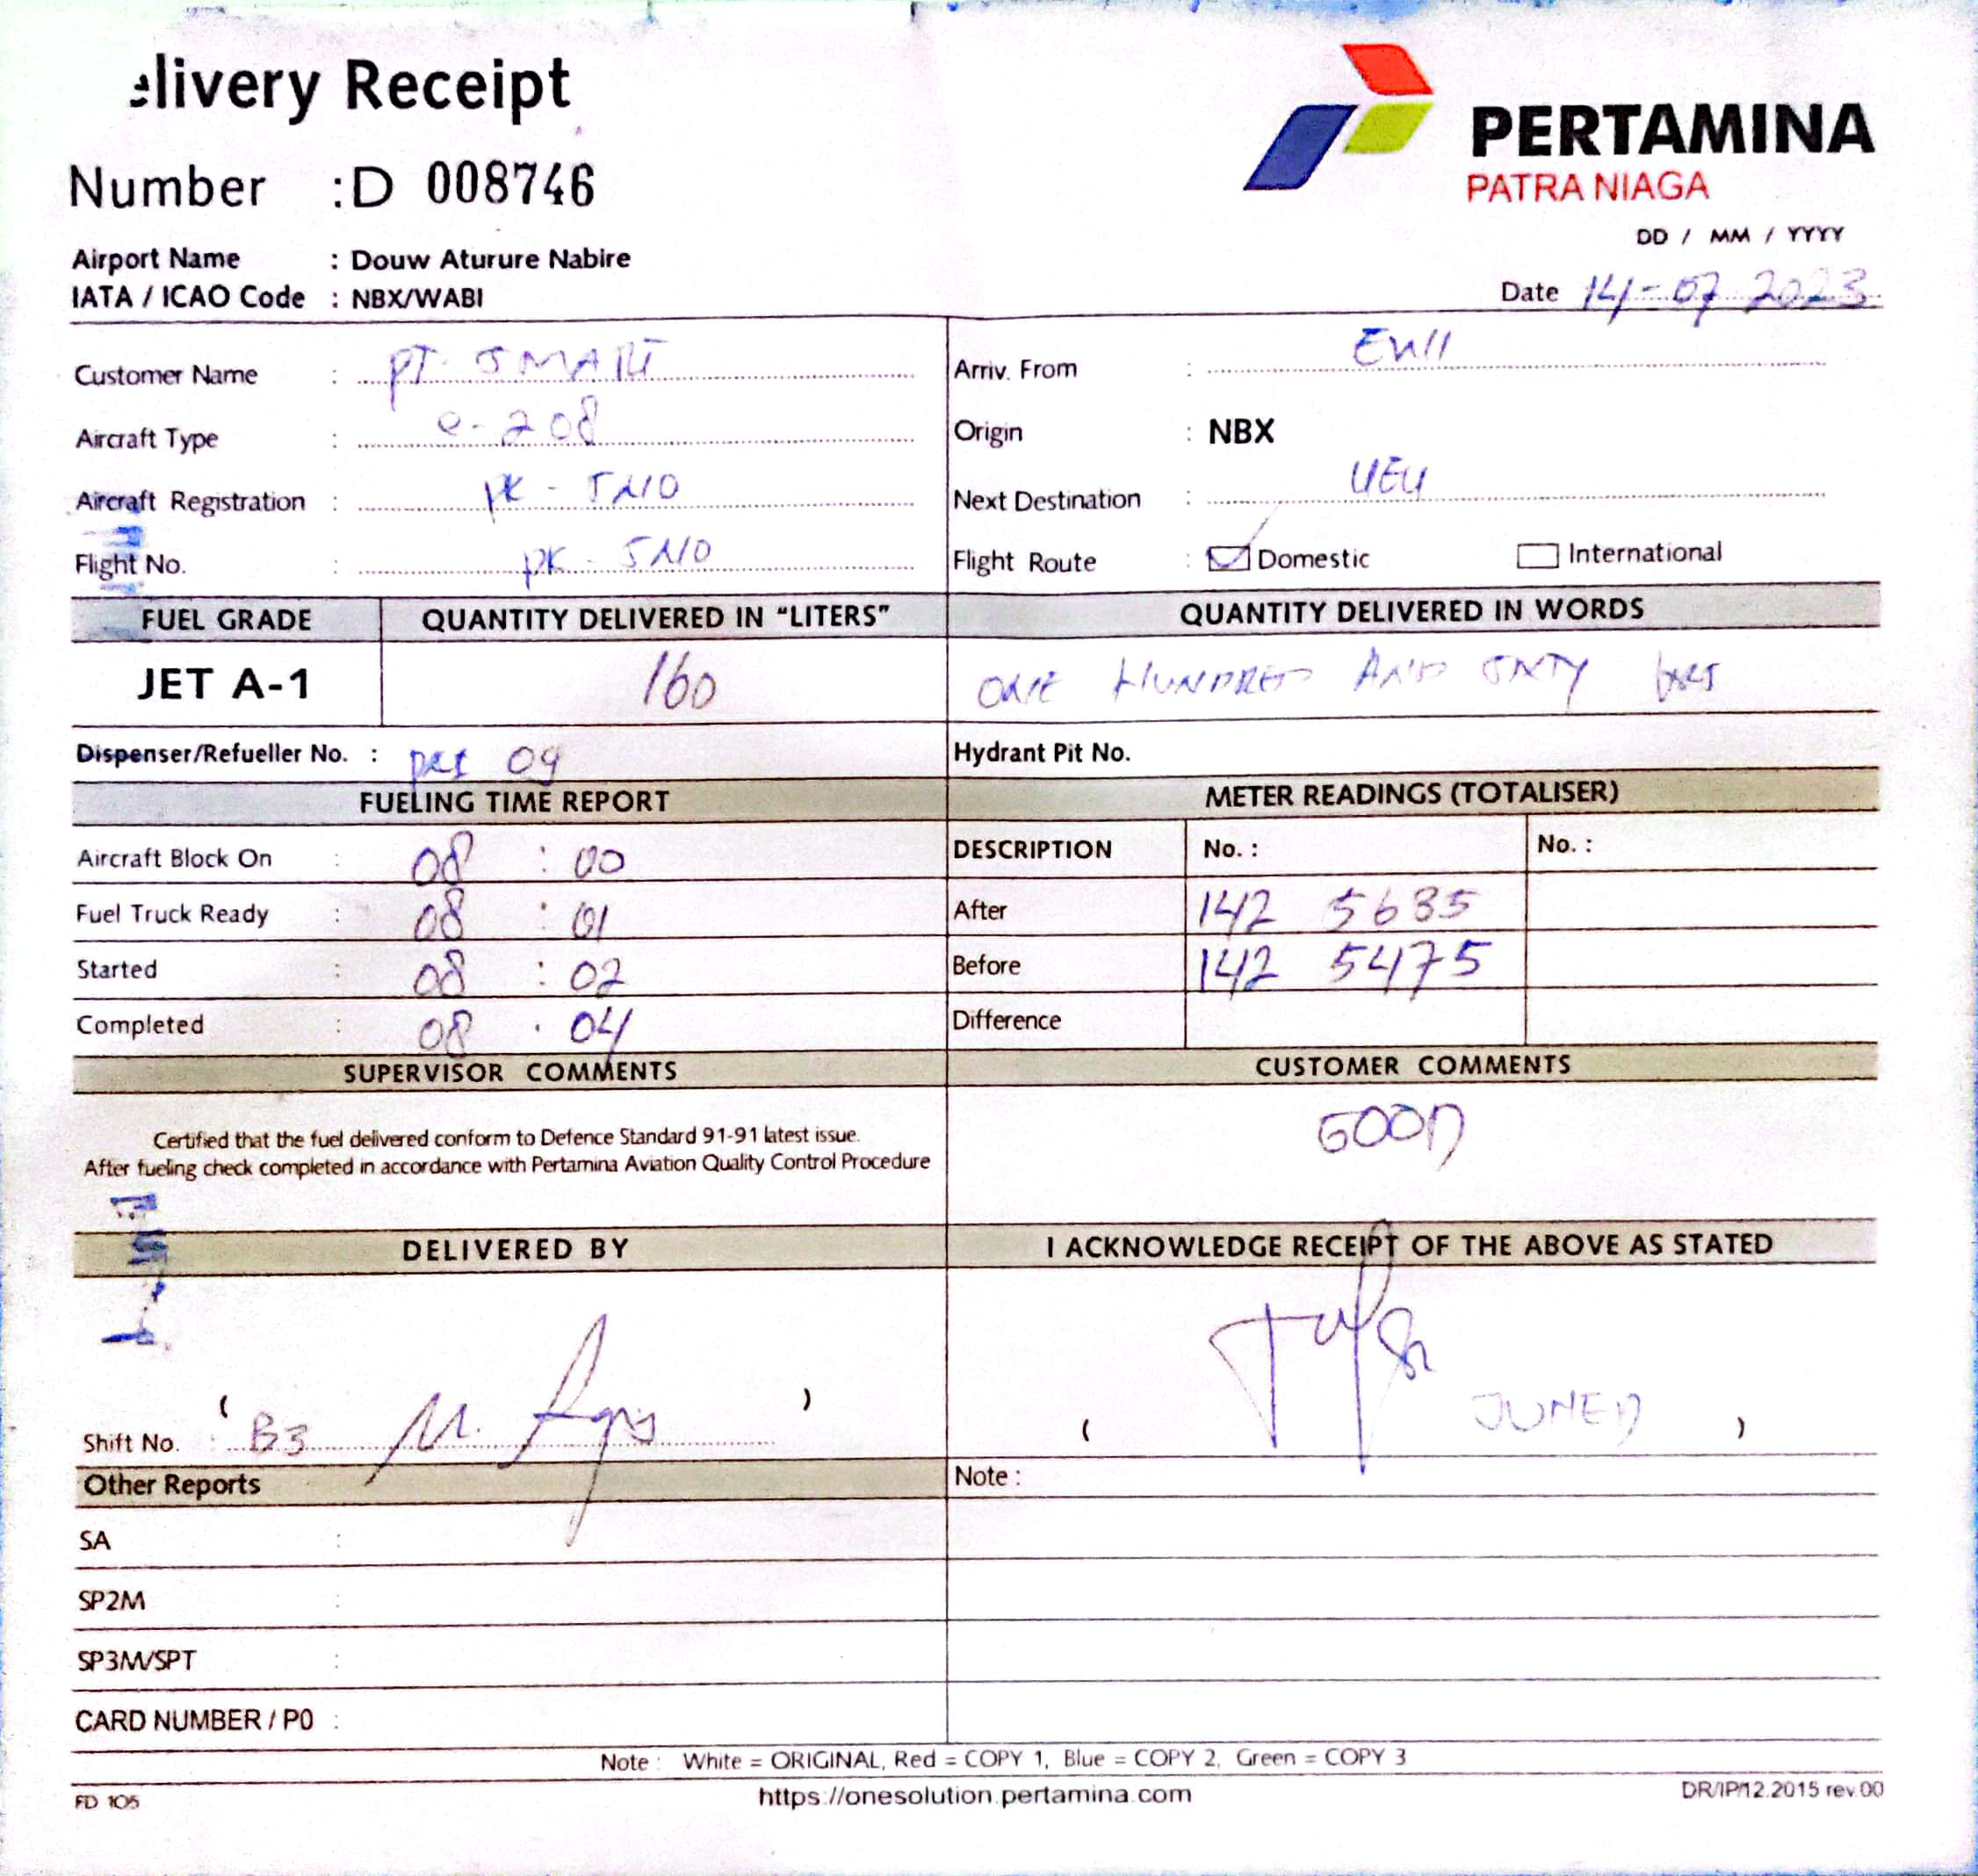 elivery Receipt
PERTAMINA
PATRA NIAGA
Number : D 008746
DD / MM / YYYY
Airport Name : Douw Aturure Nabire
IATA / ICAO Code : NBX/WABI
Date 14-07 2023
Customer Name : PT. SMART
Arriv. From :
Aircraft Type : C-208
Origin : NBX
Aircraft Registration : PK - SNO
Next Destination :
Flight No. : PK - SNO
Flight Route : Domestic International
FUEL GRADE QUANTITY DELIVERED IN "LITERS" QUANTITY DELIVERED IN WORDS
JET A-1 160 ONE HUNDRED AND SIXTY
Dispenser/Refueller No. : 09 Hydrant Pit No.
FUELING TIME REPORT METER READINGS (TOTALISER)
Aircraft Block On : 08 : 00 DESCRIPTION No. : No. :
Fuel Truck Ready : 08 : 01 After 142 5635
Started : 08 : 02 Before 142 5475
Completed : 08 . 04 Difference
SUPERVISOR COMMENTS CUSTOMER COMMENTS
GOOD
Certified that the fuel delivered conform to Defence Standard 91-91 latest issue.
After fueling check completed in accordance with Pertamina Aviation Quality Control Procedure
DELIVERED BY I ACKNOWLEDGE RECEIPT OF THE ABOVE AS STATED
( )
Shift No. : B3 ( JUNED )
Other Reports Note :
SA :
SP2M :
SP3M/SPT :
CARD NUMBER / P0 :
Note : White = ORIGINAL, Red = COPY 1, Blue = COPY 2, Green = COPY 3
FD 105 https://onesolution.pertamina.com DR/IP/12.2015 rev.00